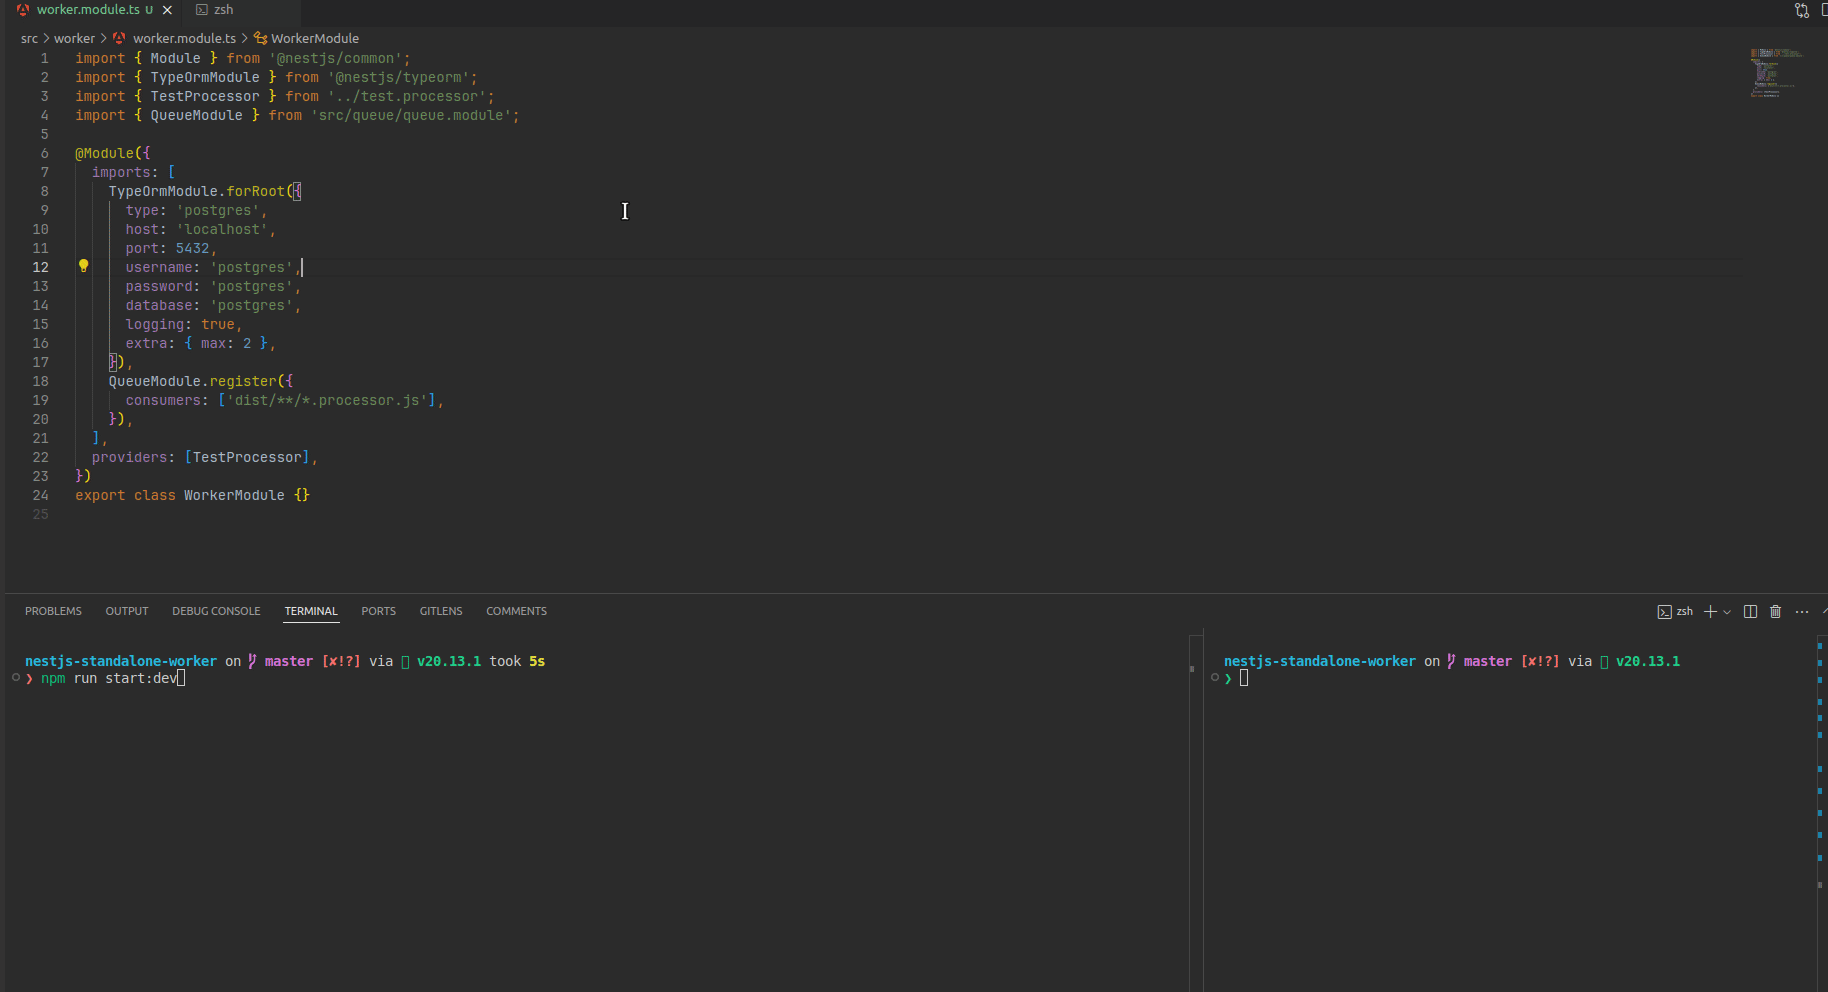 worker.module.ts U
zsh
src > worker > worker.module.ts > WorkerModule
1 import { Module } from '@nestjs/common';
2 import { TypeOrmModule } from '@nestjs/typeorm';
3 import { TestProcessor } from '../test.processor';
4 import { QueueModule } from 'src/queue/queue.module';
5
6 @Module({
7   imports: [
8     TypeOrmModule.forRoot({
9       type: 'postgres',
10       host: 'localhost',
11       port: 5432,
12       username: 'postgres',
13       password: 'postgres',
14       database: 'postgres',
15       logging: true,
16       extra: { max: 2 },
17     }),
18     QueueModule.register({
19       consumers: ['dist/**/*.processor.js'],
20     }),
21   ],
22   providers: [TestProcessor],
23 })
24 export class WorkerModule {}
25
PROBLEMS OUTPUT DEBUG CONSOLE TERMINAL PORTS GITLENS COMMENTS
zsh
nestjs-standalone-worker on master [✘!?] via v20.13.1 took 5s
❯ npm run start:dev
nestjs-standalone-worker on master [✘!?] via v20.13.1
❯